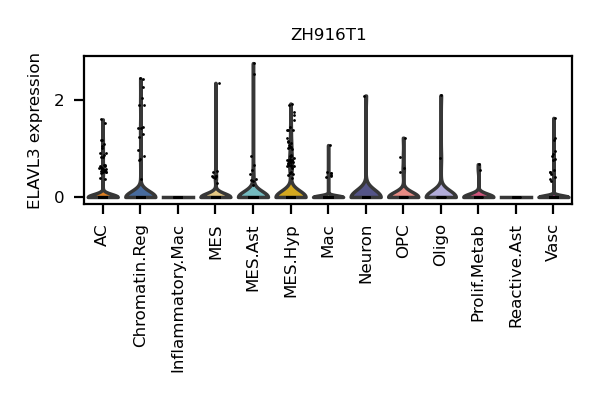 ZH916T1
ELAVL3 expression
2
0
AC
Chromatin.Reg
Inflammatory.Mac
MES
MES.Ast
MES.Hyp
Mac
Neuron
OPC
Oligo
Prolif.Metab
Reactive.Ast
Vasc